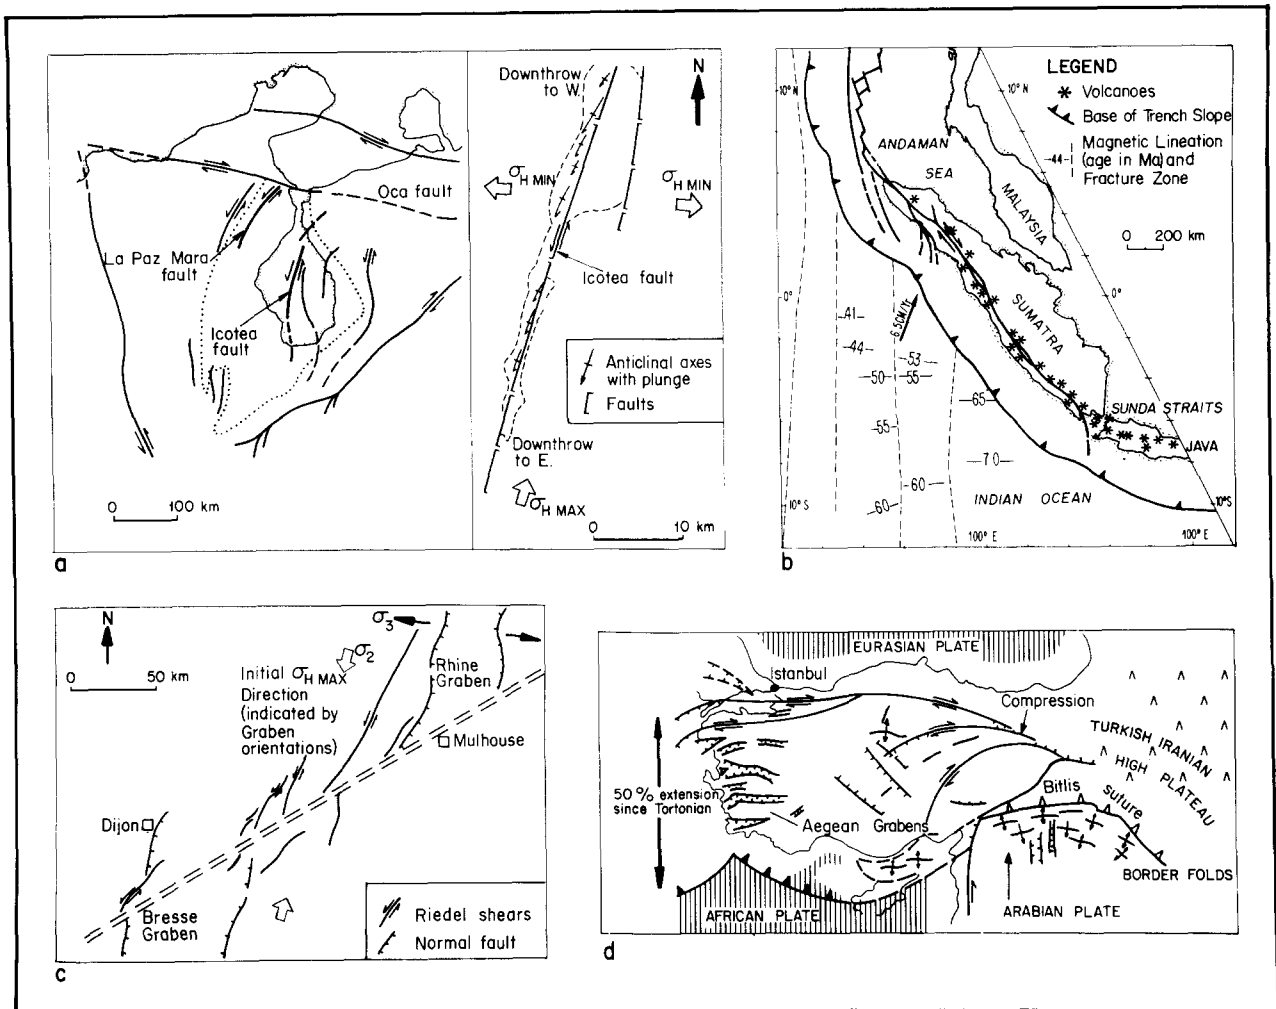 Oca fault
La Paz Mara
fault
Icotea
fault
0 100 km
a
Downthrow
to W.
N
σH MIN
σH MIN
Icotea fault
Anticlinal axes
with plunge
Faults
Downthrow
to E.
σH MAX
0 10 km
LEGEND
Volcanoes
Base of Trench Slope
Magnetic Lineation
(age in Ma) and
Fracture Zone
-44-
0 200 km
10° N
10° N
ANDAMAN
SEA
MALAYSIA
SUMATRA
0°
0°
6.5CM/Yr
41
-44-
-53
-50-
-55
-65-
-55-
-70-
-60-
-60-
SUNDA STRAITS
JAVA
INDIAN OCEAN
10° S
10° S
100° E
100° E
b
N
0 50 km
σ3
σ2
Initial σH MAX
Direction
(indicated by
Graben
orientations)
Rhine
Graben
Mulhouse
Dijon
Bresse
Graben
Riedel shears
Normal fault
c
EURASIAN PLATE
Istanbul
Compression
TURKISH IRANIAN
HIGH PLATEAU
50% extension
since Tortonian
Bitlis
suture
Aegean Grabens
BORDER FOLDS
AFRICAN PLATE
ARABIAN PLATE
d